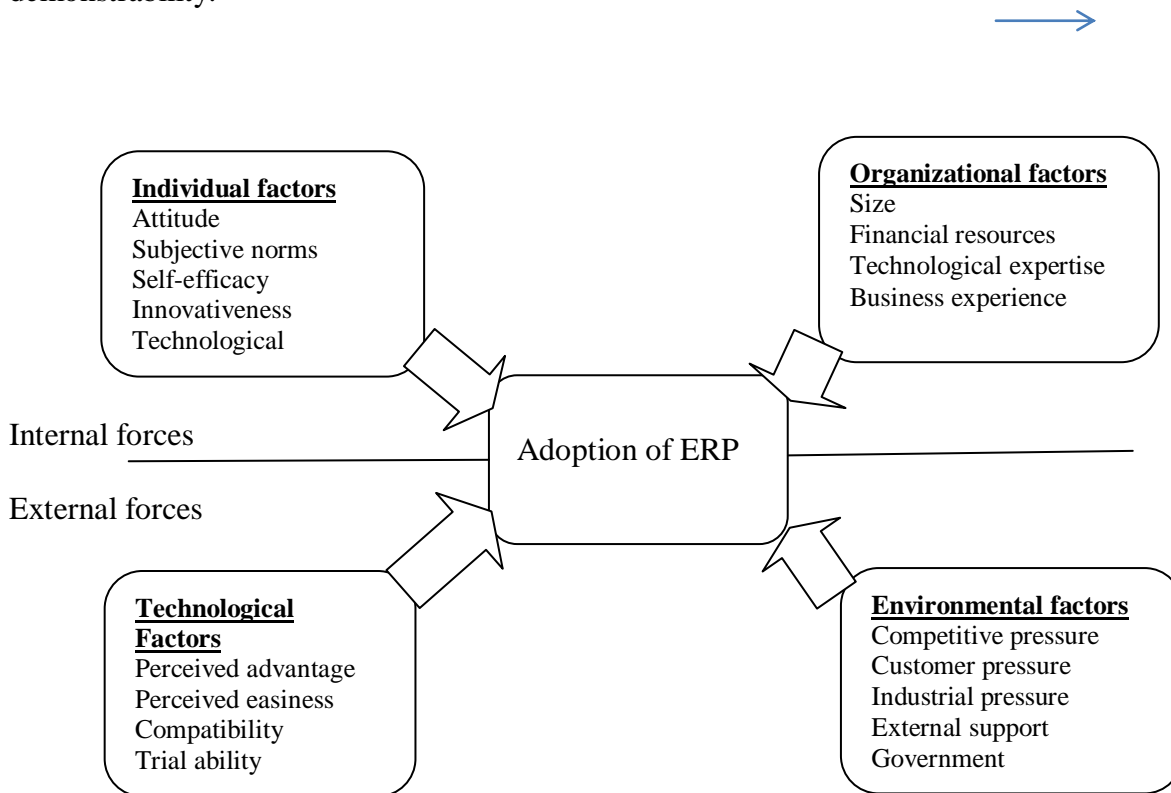 demonstrability.
Individual factors
Attitude
Subjective norms
Self-efficacy
Innovativeness
Technological
Organizational factors
Size
Financial resources
Technological expertise
Business experience
Internal forces
Adoption of ERP
External forces
Technological
Factors
Perceived advantage
Perceived easiness
Compatibility
Trial ability
Environmental factors
Competitive pressure
Customer pressure
Industrial pressure
External support
Government